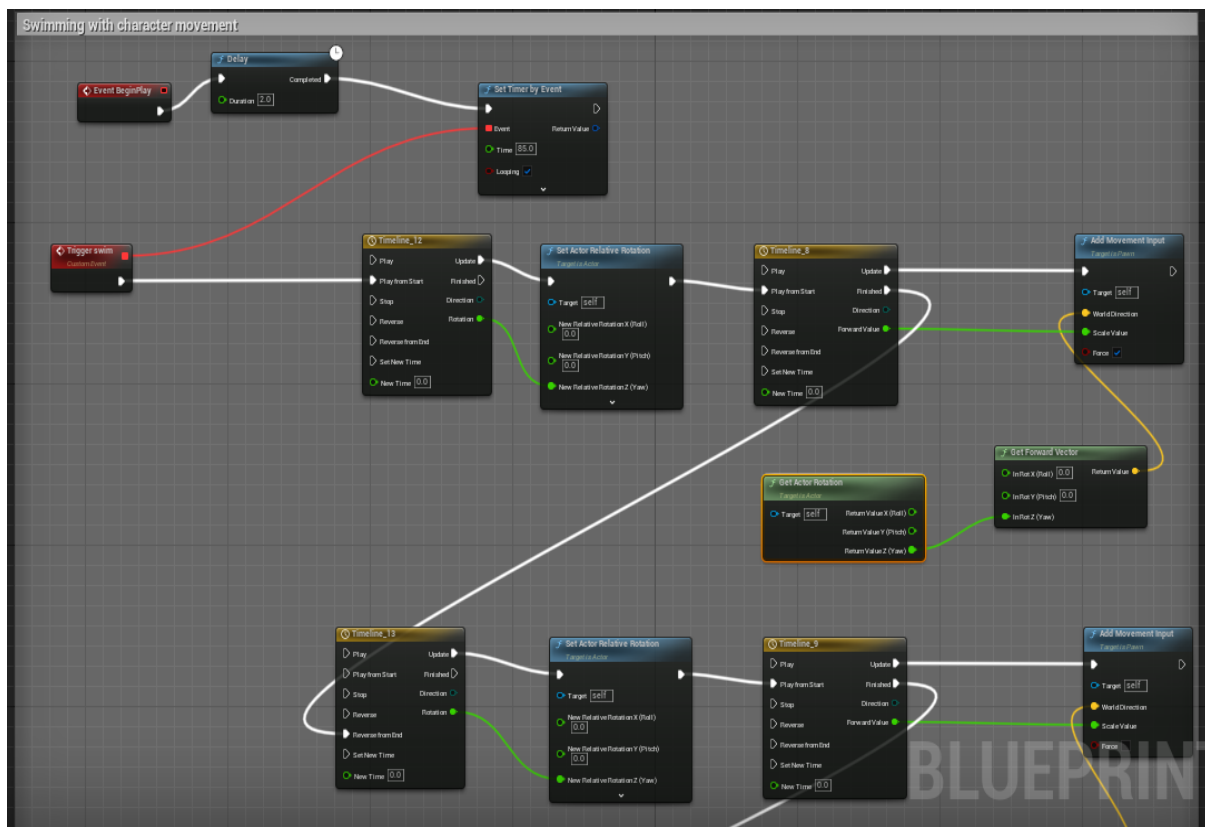 Swimming with character movement
Delay
Completed
Duration 2.0
Event BeginPlay
Set Timer by Event
Event
Return Value
Time 85.0
Looping
Trigger swim
Custom Event
Timeline_12
Play
Update
Play from Start
Finished
Stop
Direction
Reverse
Rotation
Reverse from End
Set New Time
New Time 0.0
Set Actor Relative Rotation
Target is Actor
Target self
New Relative Rotation X (Roll)
0.0
New Relative Rotation Y (Pitch)
0.0
New Relative Rotation Z (Yaw)
Timeline_8
Play
Update
Play from Start
Finished
Stop
Direction
Reverse
Forward Value
Reverse from End
Set New Time
New Time 0.0
Add Movement Input
Target is Pawn
Target self
World Direction
Scale Value
Force
Get Actor Rotation
Target is Actor
Target self
Return Value X (Roll)
Return Value Y (Pitch)
Return Value Z (Yaw)
Get Forward Vector
In Rot X (Roll) 0.0
Return Value
In Rot Y (Pitch) 0.0
In Rot Z (Yaw)
Timeline_13
Play
Update
Play from Start
Finished
Stop
Direction
Reverse
Rotation
Reverse from End
Set New Time
New Time 0.0
Set Actor Relative Rotation
Target is Actor
Target self
New Relative Rotation X (Roll)
0.0
New Relative Rotation Y (Pitch)
0.0
New Relative Rotation Z (Yaw)
Timeline_9
Play
Update
Play from Start
Finished
Stop
Direction
Reverse
Forward Value
Reverse from End
Set New Time
New Time 0.0
Add Movement Input
Target is Pawn
Target self
World Direction
Scale Value
Force
BLUEPRINT